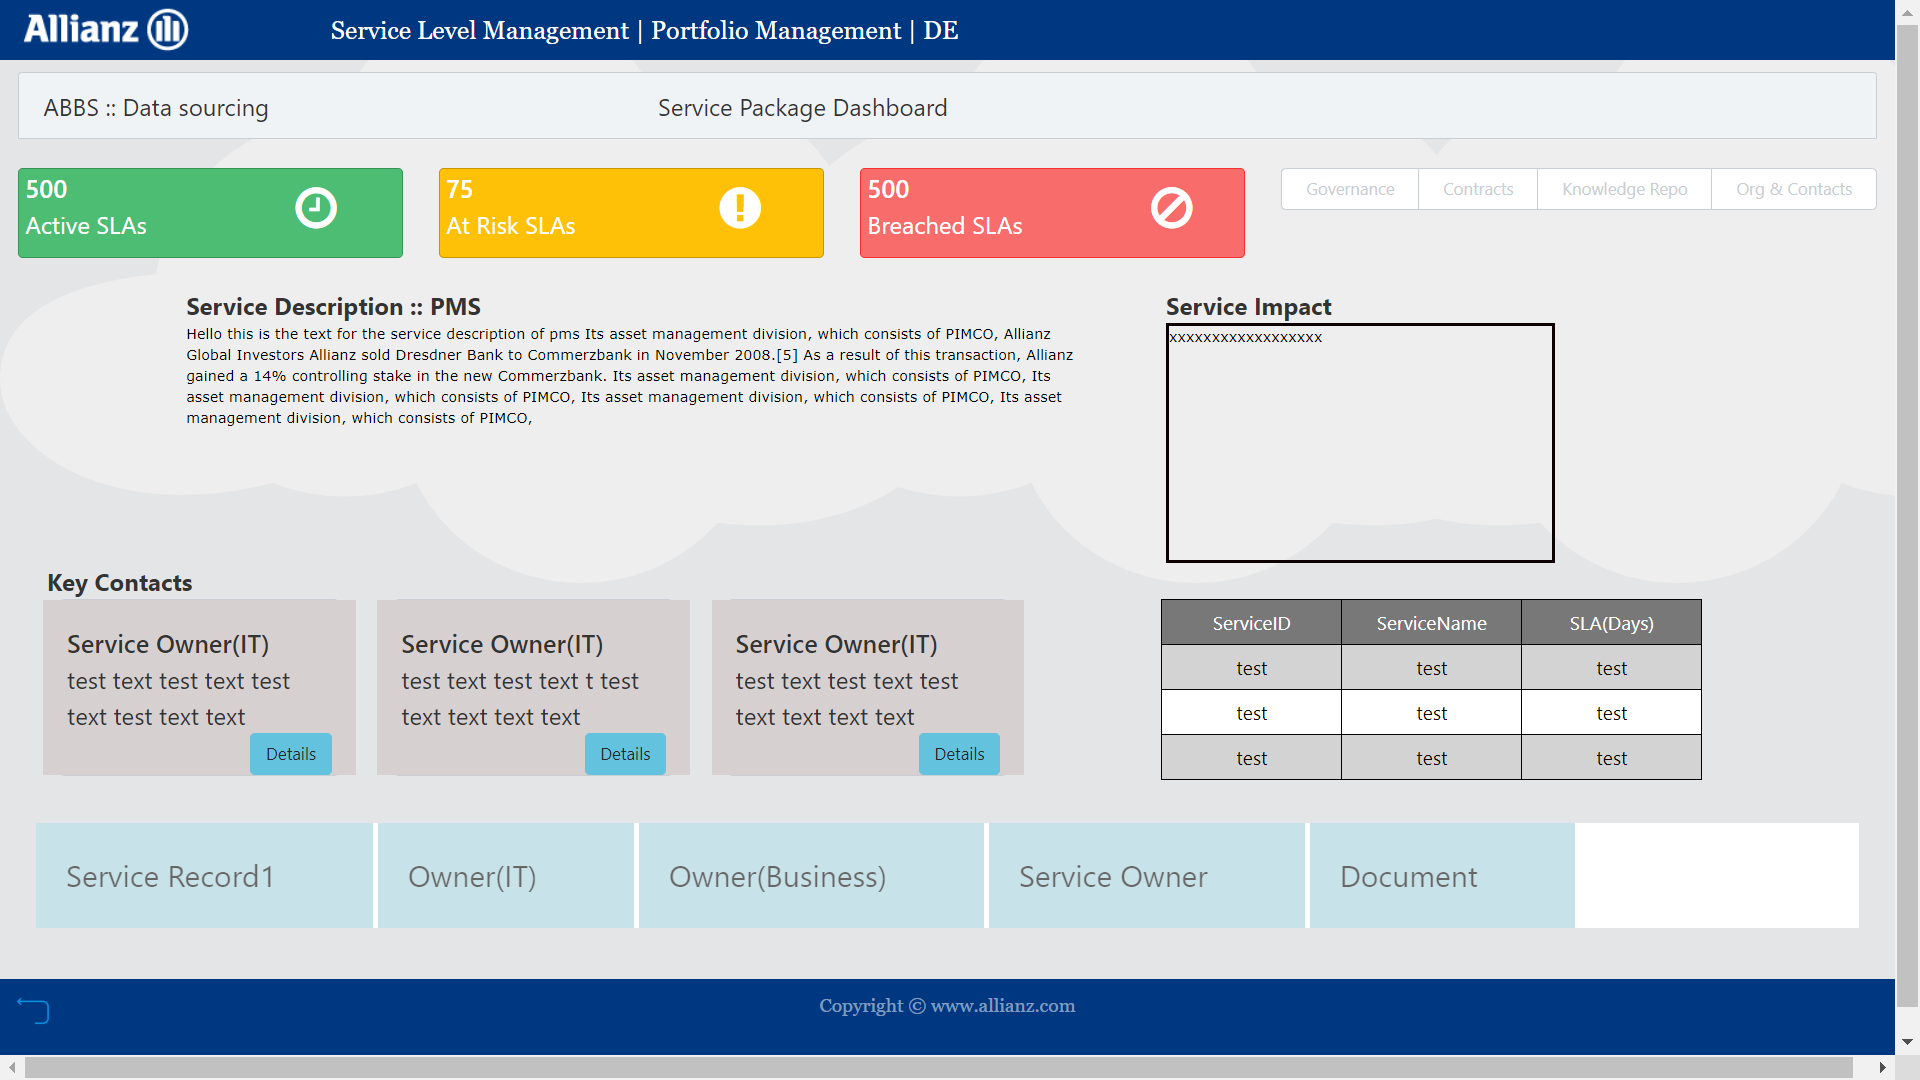 Allianz
Service Level Management | Portfolio Management | DE
ABBS :: Data sourcing
Service Package Dashboard
500
Active SLAs
75
At Risk SLAs
500
Breached SLAs
Governance
Contracts
Knowledge Repo
Org & Contacts
Service Description :: PMS
Hello this is the text for the service description of pms Its asset management division, which consists of PIMCO, Allianz
Global Investors Allianz sold Dresdner Bank to Commerzbank in November 2008.[5] As a result of this transaction, Allianz
gained a 14% controlling stake in the new Commerzbank. Its asset management division, which consists of PIMCO, Its
asset management division, which consists of PIMCO, Its asset management division, which consists of PIMCO, Its asset
management division, which consists of PIMCO,
Service Impact
xxxxxxxxxxxxxxxxxx
Key Contacts
Service Owner(IT)
test text test text test
text test text text
Details
Service Owner(IT)
test text test text t test
text text text text
Details
Service Owner(IT)
test text test text test
text text text text
Details
ServiceID ServiceName SLA(Days)
test test test
test test test
test test test
Service Record1
Owner(IT)
Owner(Business)
Service Owner
Document
Copyright © www.allianz.com